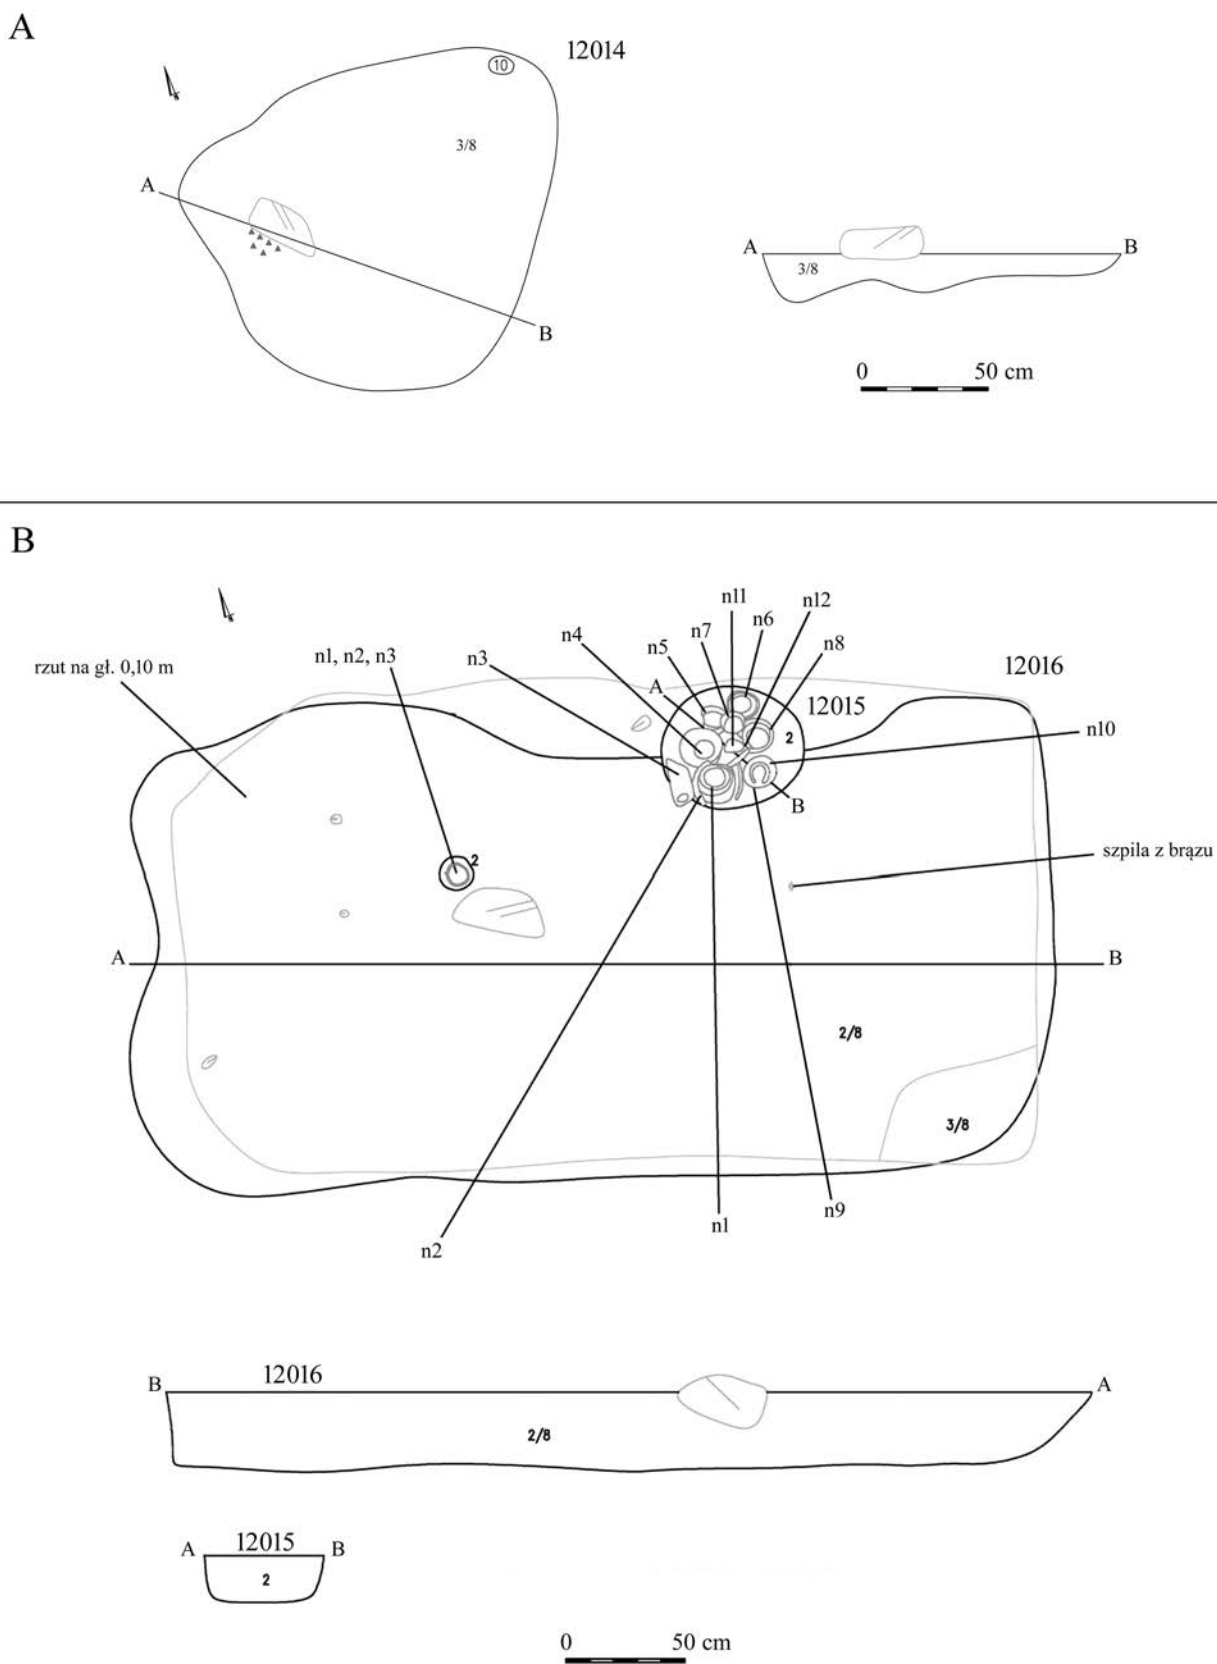 A
12014
10
3/8
A
B
A
B
3/8
0 50 cm
B
n11
n12
n7
n6
n4
n5
n8
rzut na gł. 0,10 m
n1, n2, n3
n3
A
12015
12016
2
n10
B
2
szpila z brązu
A
B
2/8
3/8
n9
n1
n2
12016
B
A
2/8
12015
A
B
2
0 50 cm